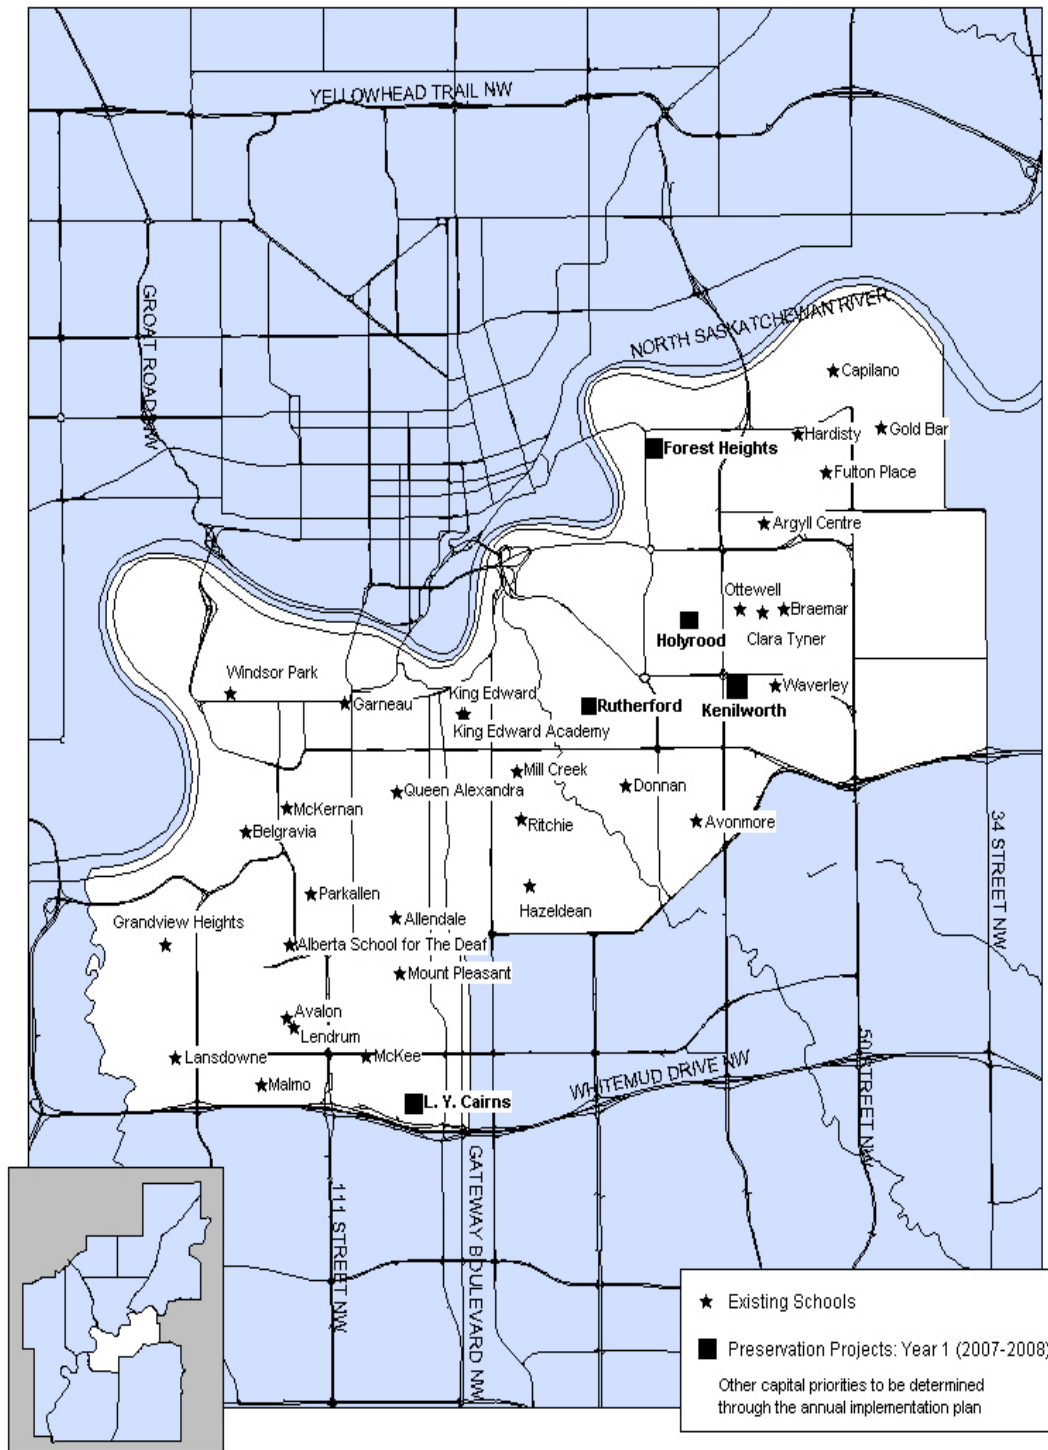 YELLOWHEAD TRAIL NW
GROAT ROAD NW
NORTH SASKATCHEWAN RIVER
Capilano
Hardisty
Gold Bar
Forest Heights
Fulton Place
Argyll Centre
Ottewell
Braemar
Holyrood
Clara Tyner
Windsor Park
King Edward
Waverley
Garneau
Rutherford
Kenilworth
King Edward Academy
Mill Creek
Queen Alexandra
Donnan
McKernan
Ritchie
Avonmore
Belgravia
34 STREET NW
Parkallen
Hazeldean
Grandview Heights
Allendale
Alberta School for The Deaf
Mount Pleasant
Avalon
Lendrum
Lansdowne
McKee
WHITEMUD DRIVE NW
50 STREET NW
Malmo
L. Y. Cairns
111 STREET NW
GATEWAY BOULEVARD NW
Existing Schools
Preservation Projects: Year 1 (2007-2008)
Other capital priorities to be determined
through the annual implementation plan